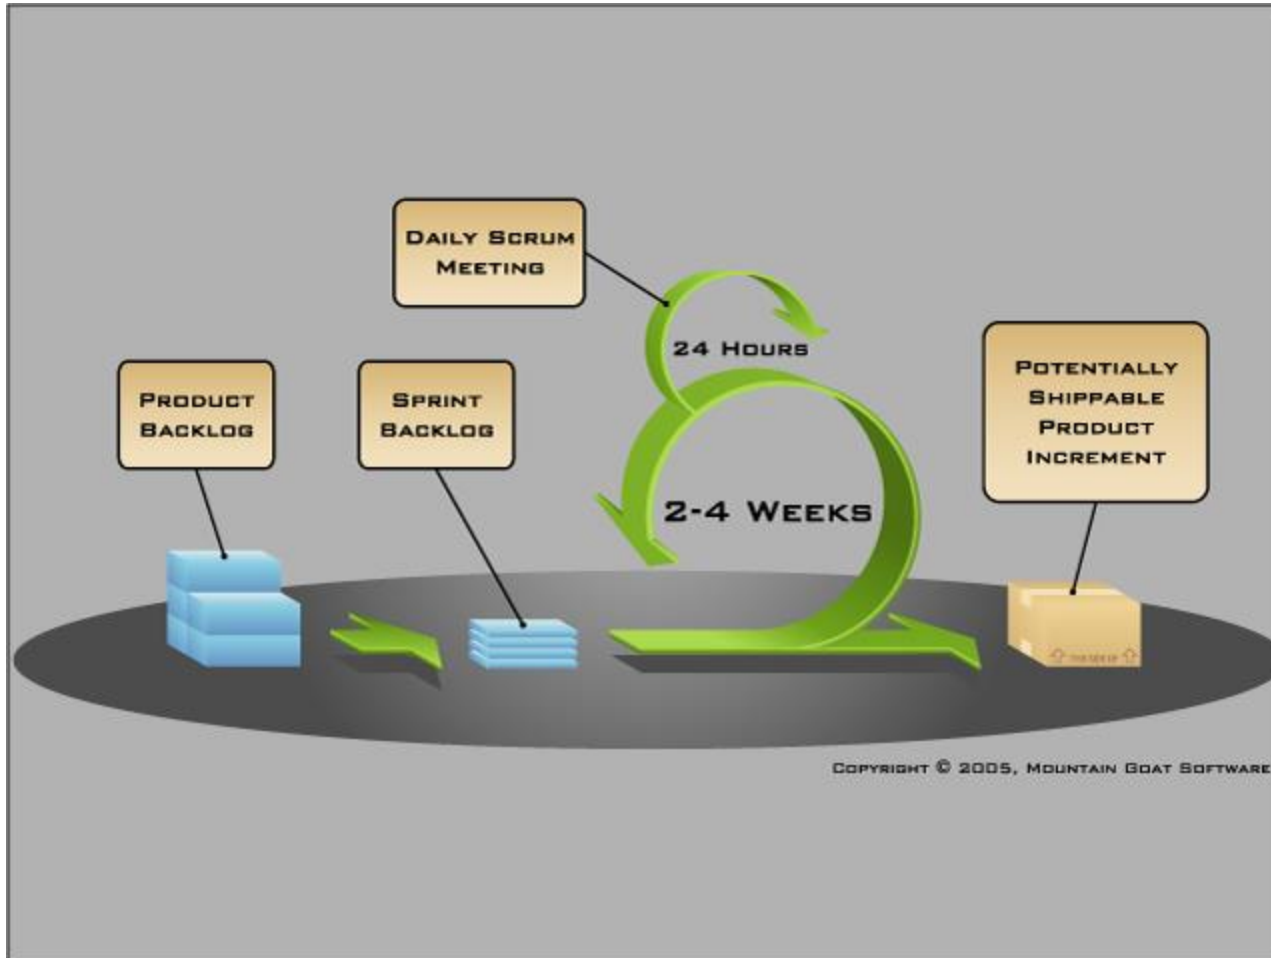 DAILY SCRUM
MEETING
24 HOURS
PRODUCT
BACKLOG
SPRINT
BACKLOG
POTENTIALLY
SHIPPABLE
PRODUCT
INCREMENT
2-4 WEEKS
COPYRIGHT © 2005, MOUNTAIN GOAT SOFTWARE